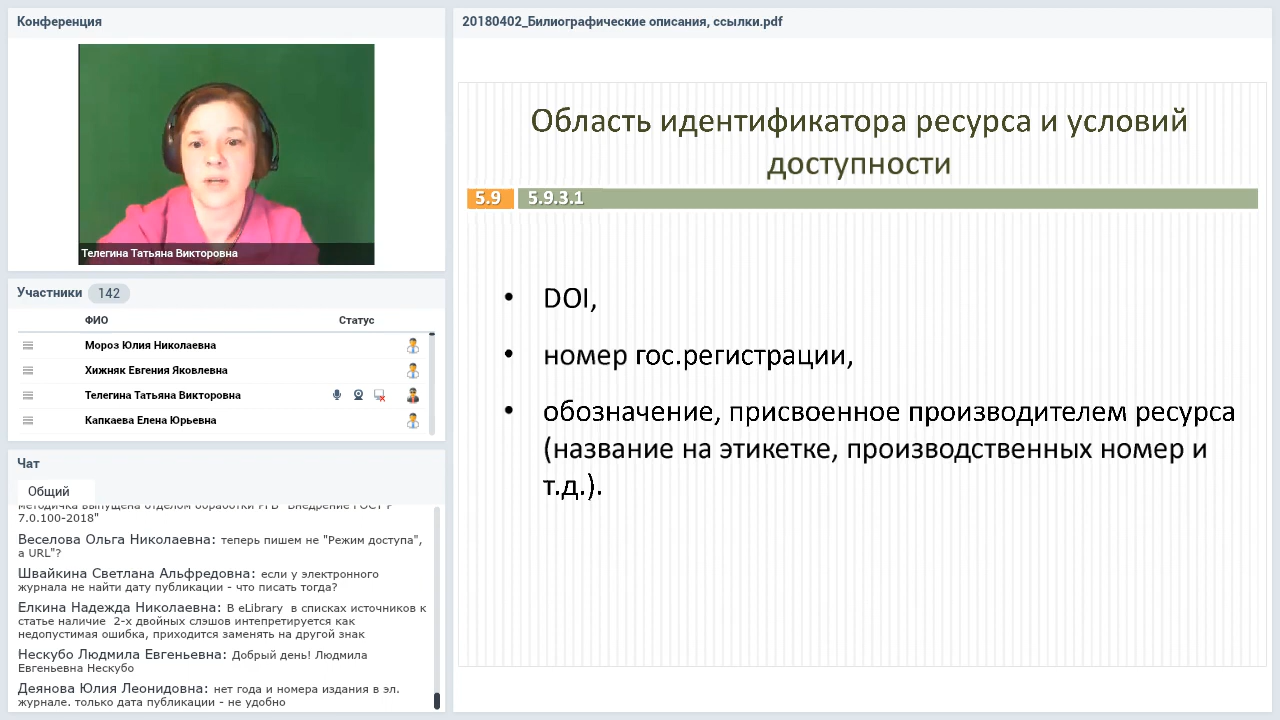 Конференция
Телегина Татьяна Викторовна
Участники 142
ФИО Статус
Мороз Юлия Николаевна
Хижняк Евгения Яковлевна
Телегина Татьяна Викторовна
Капкаева Елена Юрьевна
Чат
Общий
методичка выпущена отделом обработки РГБ "Внедрение ГОСТ Р
7.0.100-2018"
Веселова Ольга Николаевна: теперь пишем не "Режим доступа",
а URL"?
Швайкина Светлана Альфредовна: если у электронного
журнала не найти дату публикации - что писать тогда?
Елкина Надежда Николаевна: В eLibrary в списках источников к
статье наличие 2-х двойных слэшов интепретируется как
недопустимая ошибка, приходится заменять на другой знак
Нескубо Людмила Евгеньевна: Добрый день! Людмила
Евгеньевна Нескубо
Деянова Юлия Леонидовна: нет года и номера издания в эл.
журнале. только дата публикации - не удобно
20180402_Билиографические описания, ссылки.pdf
Область идентификатора ресурса и условий
доступности
5.9 5.9.3.1
• DOI,
• номер гос.регистрации,
• обозначение, присвоенное производителем ресурса
(название на этикетке, производственных номер и
т.д.).